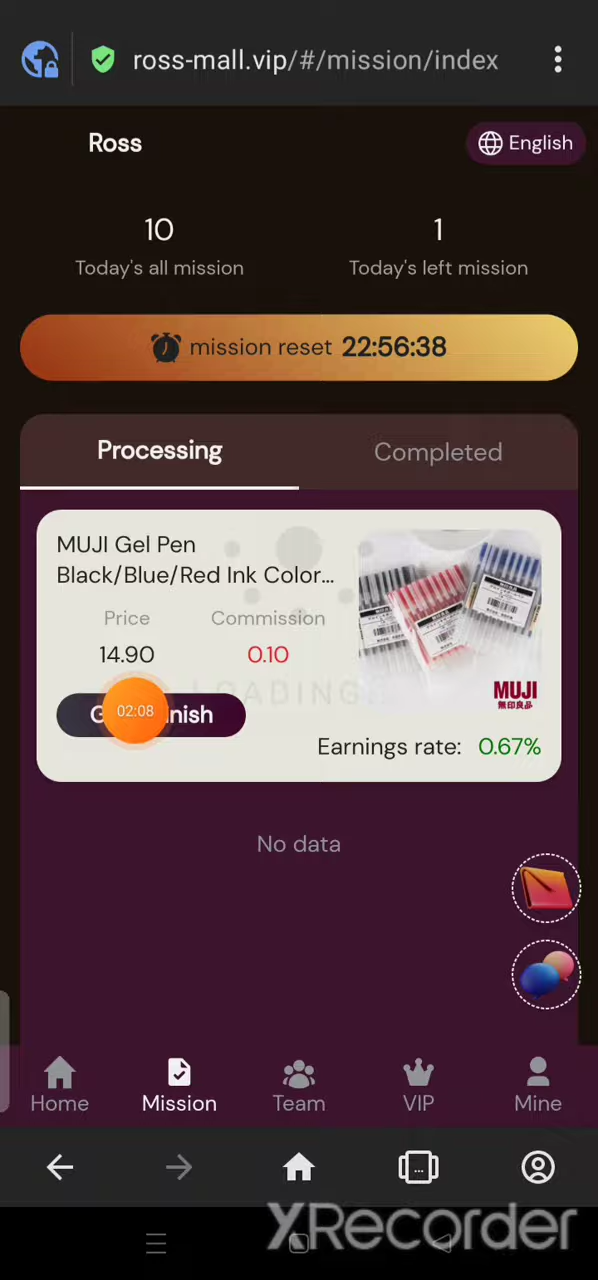 ross-mall.vip/#/mission/index
Ross
English
10
1
Today's all mission
Today's left mission
mission reset 22:56:38
Processing
Completed
MUJI Gel Pen
Black/Blue/Red Ink Color...
Price
Commission
14.90
0.10
02:08
LOADING
MUJI
無印良品
Earnings rate: 0.67%
No data
Home
Mission
Team
VIP
Mine
XRecorder